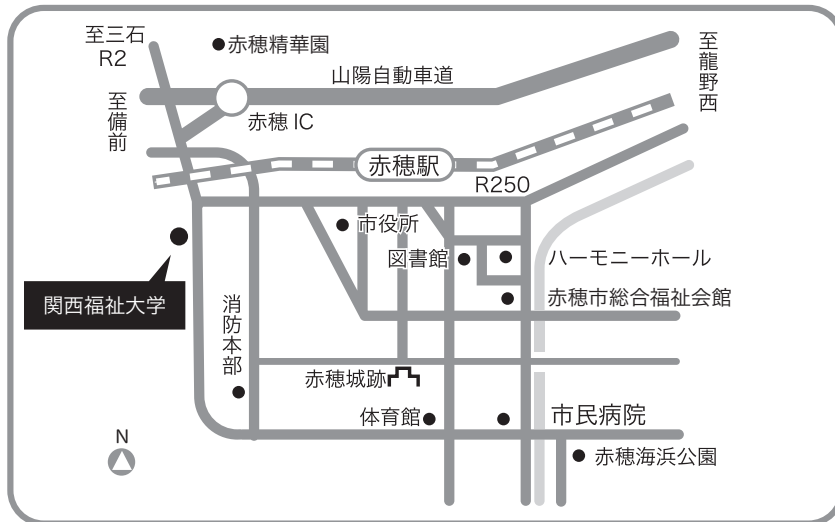 至三石
R2
赤穂精華園
山陽自動車道
至龍野西
至備前
赤穂 IC
赤穂駅
R250
市役所
図書館
ハーモニーホール
関西福祉大学
赤穂市総合福祉会館
消防本部
赤穂城跡
体育館
市民病院
N
赤穂海浜公園